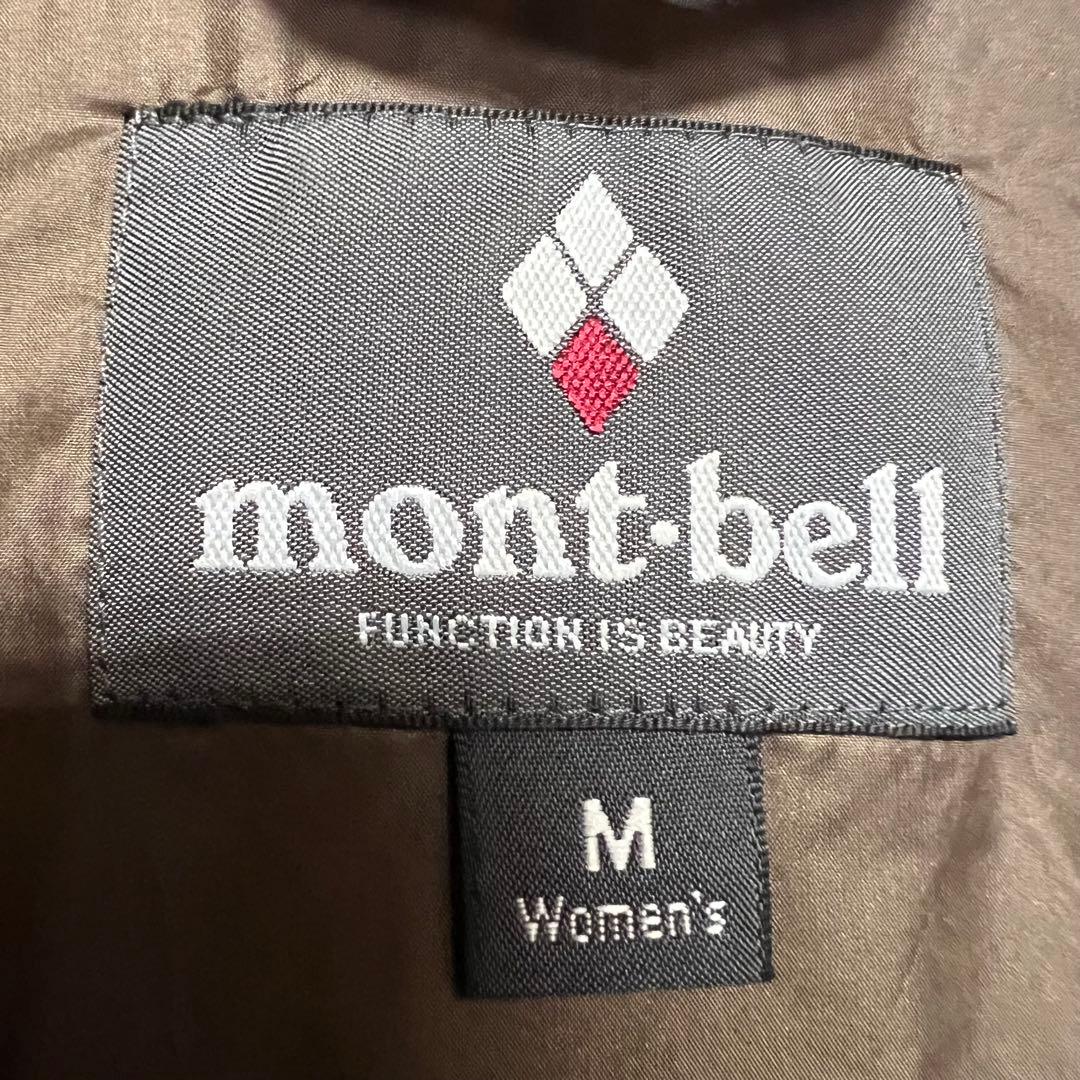 mont·bell
FUNCTION IS BEAUTY
M
Women's